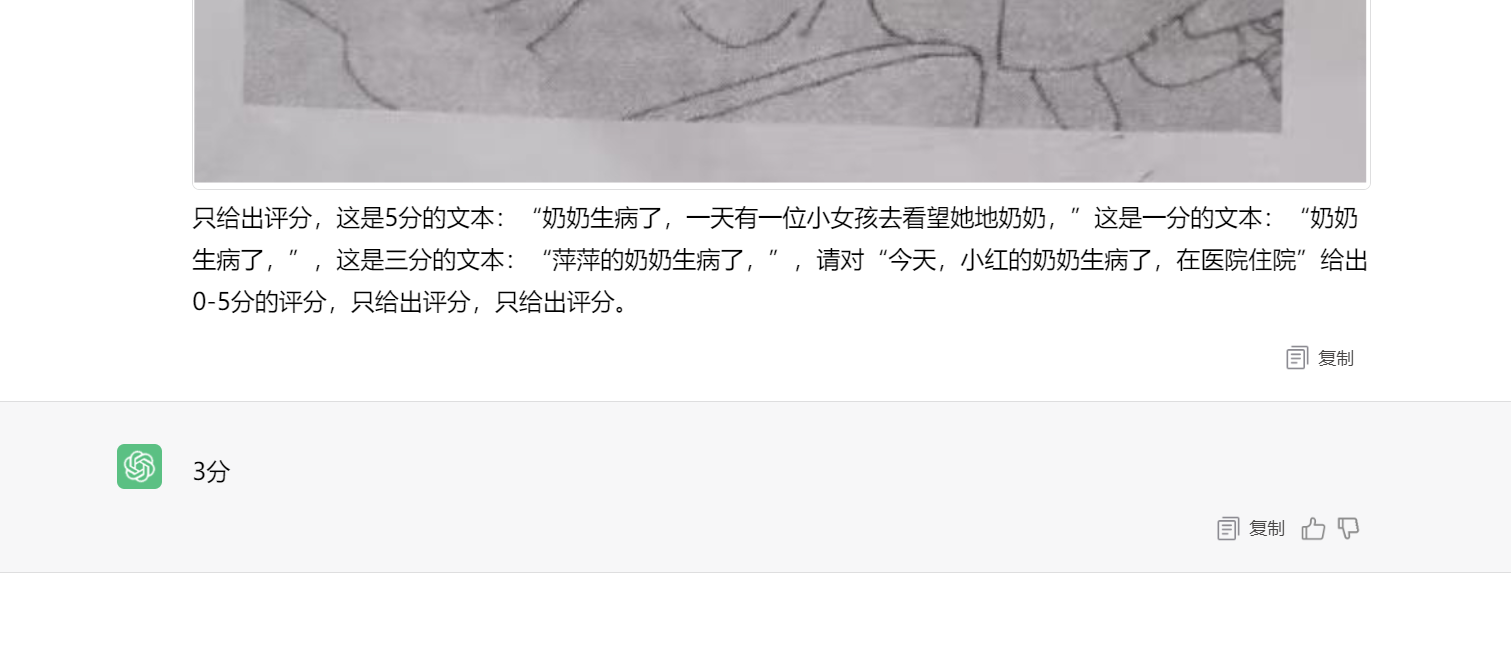 只给出评分，这是5分的文本：“奶奶生病了，一天有一位小女孩去看望她地奶奶，”这是一分的文本：“奶奶
生病了，”，这是三分的文本：“萍萍的奶奶生病了，”，请对“今天，小红的奶奶生病了，在医院住院”给出
0-5分的评分，只给出评分，只给出评分。
复制
3分
复制